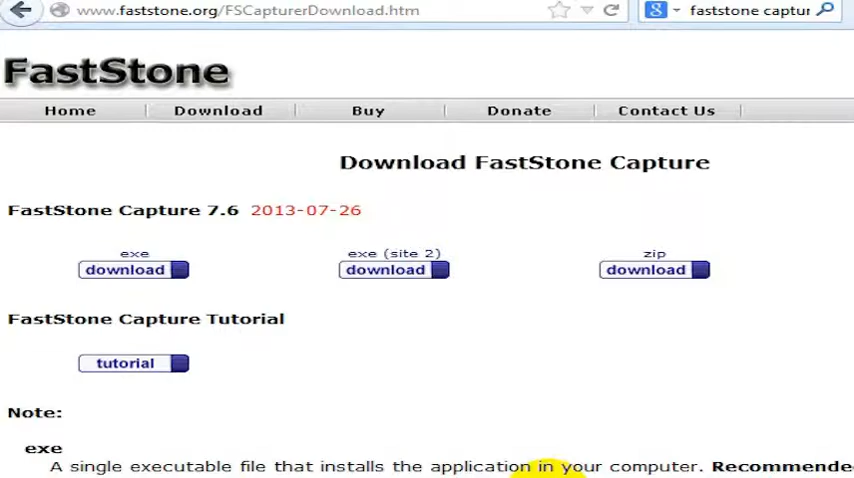 www.faststone.org/FSCapturerDownload.htm
faststone captur
FastStone
Home Download Buy Donate Contact Us
Download FastStone Capture
FastStone Capture 7.6 2013-07-26
exe exe (site 2) zip
download download download
FastStone Capture Tutorial
tutorial
Note:
exe
A single executable file that installs the application in your computer. Recommende